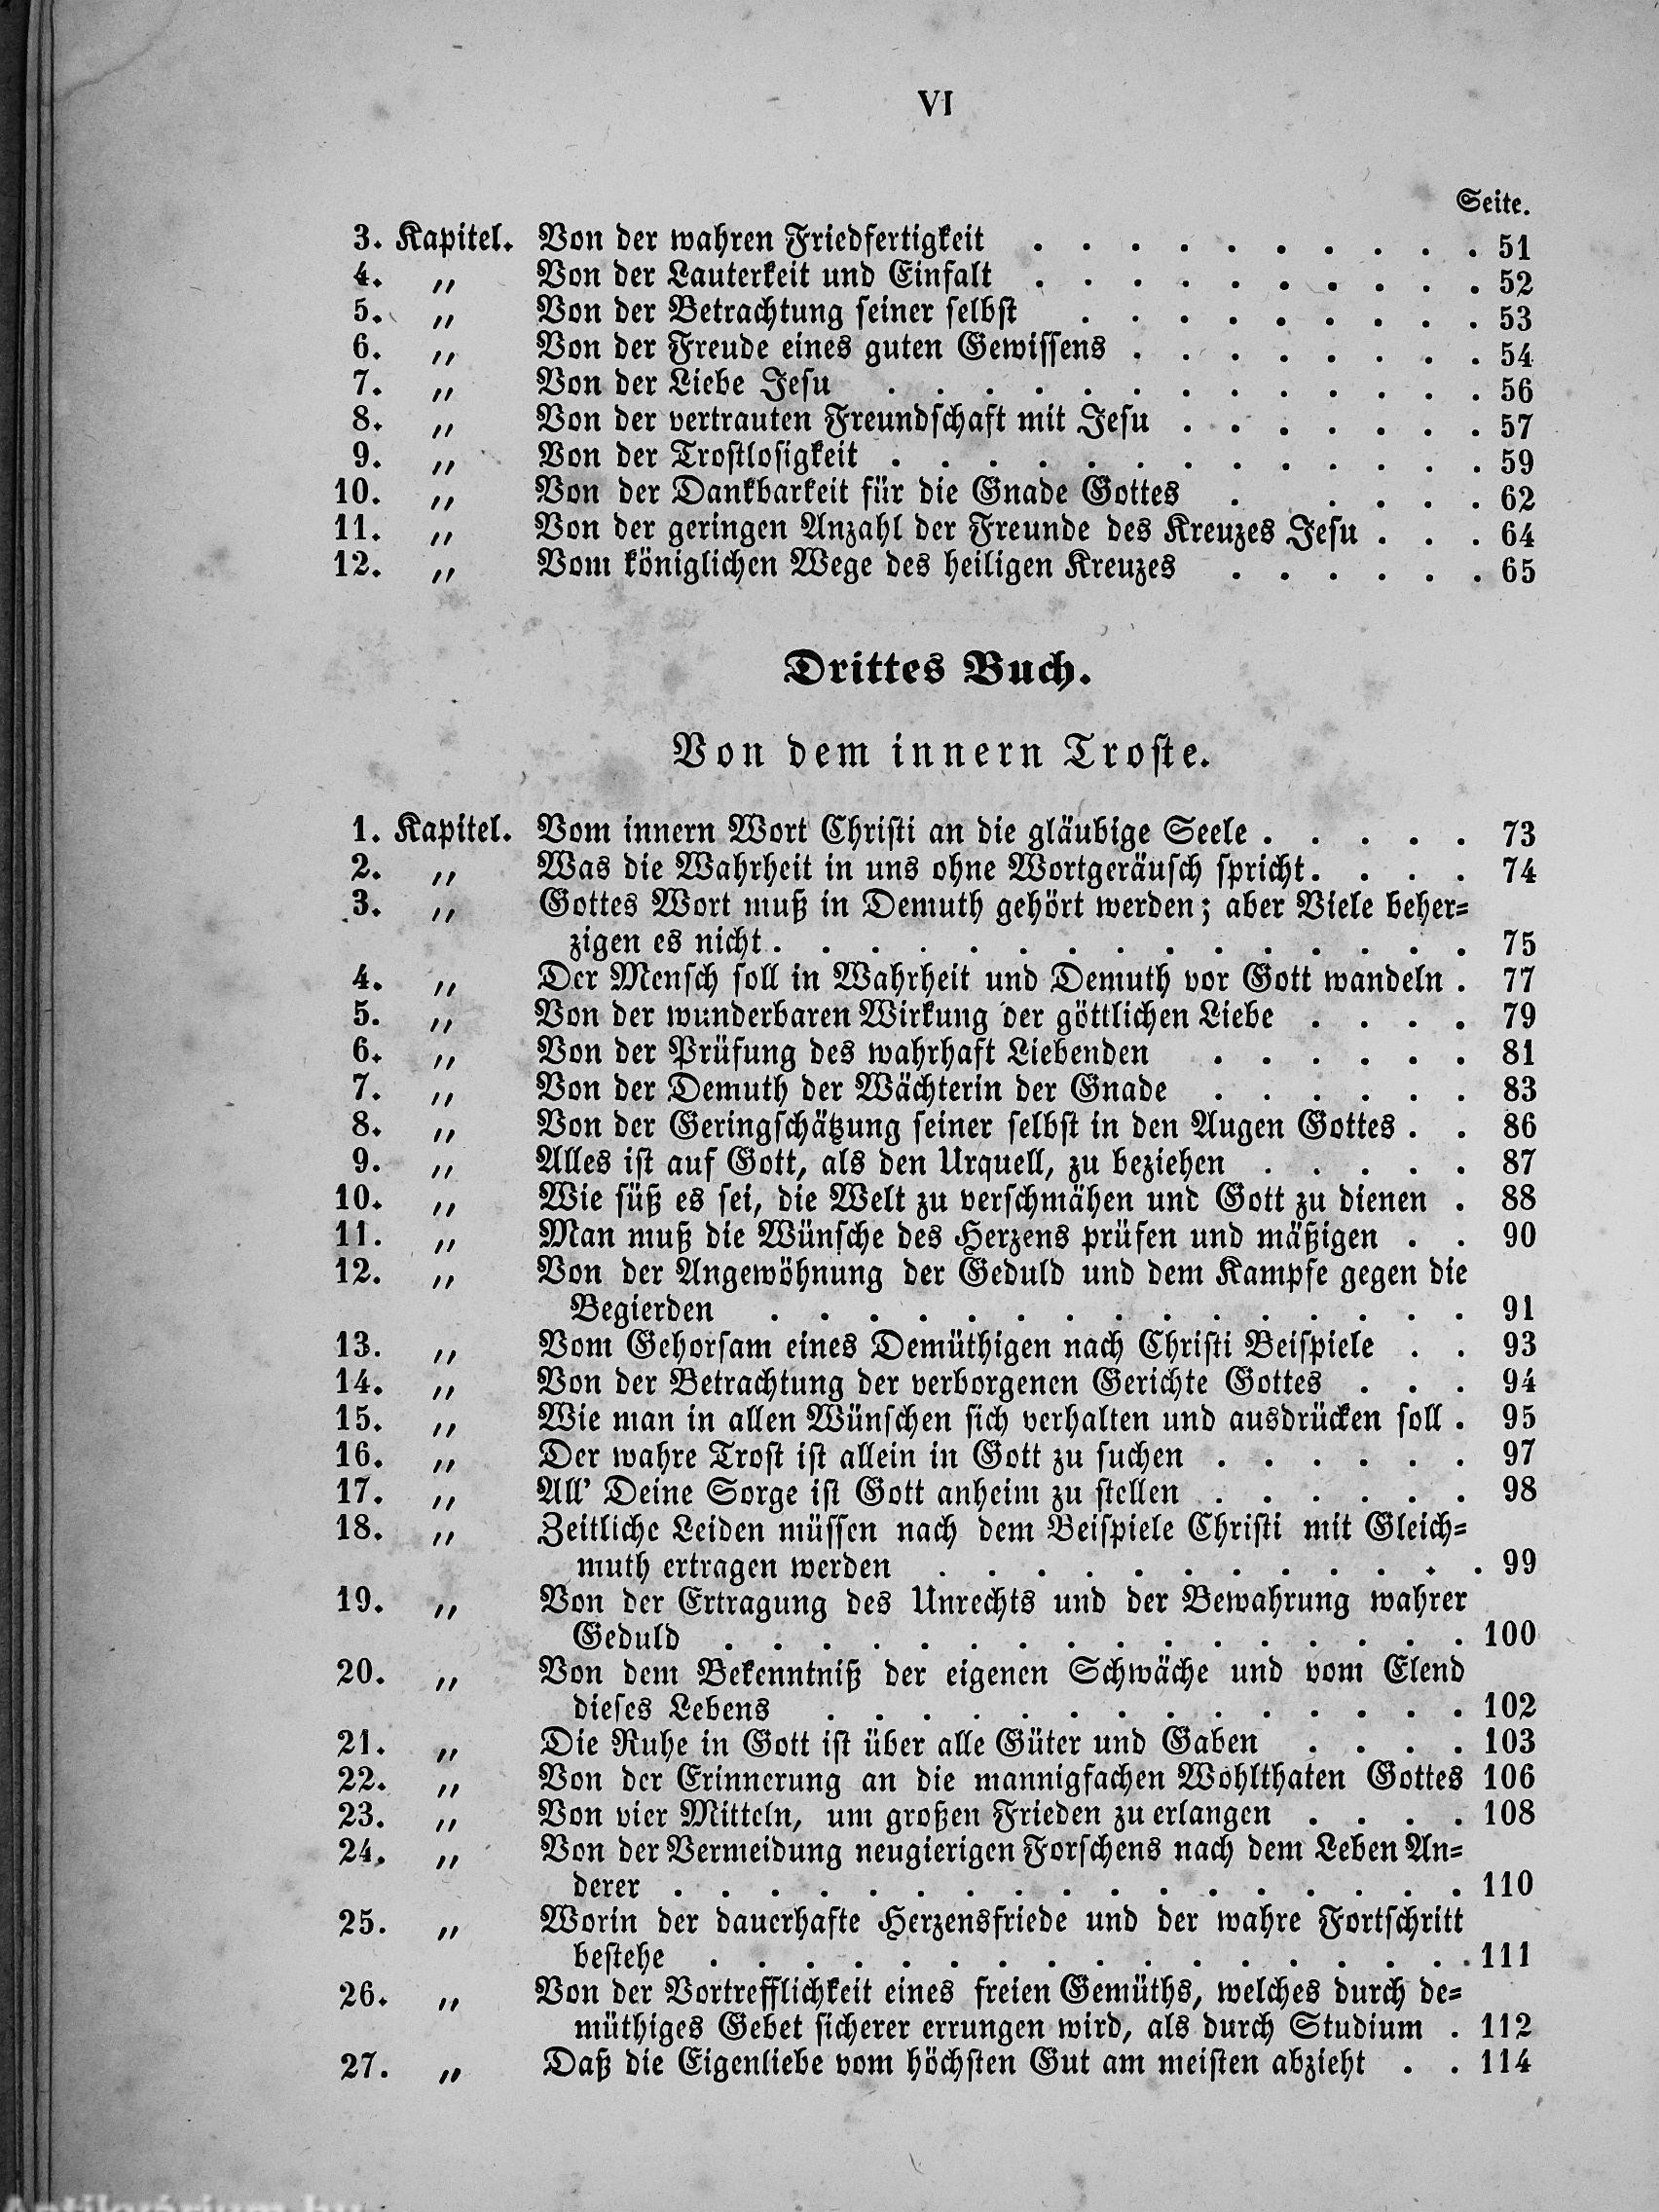 VI
Seite.
3. Kapitel. Von der wahren Friedfertigkeit . . . . . . . . . . 51
4. „ Von der Lauterkeit und Einfalt . . . . . . . . . . 52
5. „ Von der Betrachtung seiner selbst . . . . . . . . . 53
6. „ Von der Freude eines guten Gewissens . . . . . . . . 54
7. „ Von der Liebe Jesu . . . . . . . . . . . . . 56
8. „ Von der vertrauten Freundschaft mit Jesu . . . . . . . 57
9. „ Von der Trostlosigkeit . . . . . . . . . . . . . 59
10. „ Von der Dankbarkeit für die Gnade Gottes . . . . . 62
11. „ Von der geringen Anzahl der Freunde des Kreuzes Jesu . . . 64
12. „ Vom königlichen Wege des heiligen Kreuzes . . . . . . 65
Drittes Buch.
Von dem innern Troste.
1. Kapitel. Vom innern Wort Christi an die gläubige Seele . . . . . 73
2. „ Was die Wahrheit in uns ohne Wortgeräusch spricht. . . . 74
3. „ Gottes Wort muß in Demuth gehört werden; aber Viele beher=
zigen es nicht . . . . . . . . . . . . . . . 75
4. „ Der Mensch soll in Wahrheit und Demuth vor Gott wandeln . 77
5. „ Von der wunderbaren Wirkung der göttlichen Liebe . . . . 79
6. „ Von der Prüfung des wahrhaft Liebenden . . . . . . 81
7. „ Von der Demuth der Wächterin der Gnade . . . . . . 83
8. „ Von der Geringschätzung seiner selbst in den Augen Gottes . . 86
9. „ Alles ist auf Gott, als den Urquell, zu beziehen . . . . . 87
10. „ Wie süß es sei, die Welt zu verschmähen und Gott zu dienen . 88
11. „ Man muß die Wünsche des Herzens prüfen und mäßigen . . 90
12. „ Von der Angewöhnung der Geduld und dem Kampfe gegen die
Begierden . . . . . . . . . . . . . . . 91
13. „ Vom Gehorsam eines Demüthigen nach Christi Beispiele . . 93
14. „ Von der Betrachtung der verborgenen Gerichte Gottes . . . 94
15. „ Wie man in allen Wünschen sich verhalten und ausdrücken soll . 95
16. „ Der wahre Trost ist allein in Gott zu suchen . . . . . . 97
17. „ All' Deine Sorge ist Gott anheim zu stellen . . . . . . 98
18. „ Zeitliche Leiden müssen nach dem Beispiele Christi mit Gleich=
muth ertragen werden . . . . . . . . . . . . 99
19. „ Von der Ertragung des Unrechts und der Bewahrung wahrer
Geduld . . . . . . . . . . . . . . . . 100
20. „ Von dem Bekenntniß der eigenen Schwäche und vom Elend
dieses Lebens . . . . . . . . . . . . . . 102
21. „ Die Ruhe in Gott ist über alle Güter und Gaben . . . . 103
22. „ Von der Erinnerung an die mannigfachen Wohlthaten Gottes 106
23. „ Von vier Mitteln, um großen Frieden zu erlangen . . . . 108
24. „ Von der Vermeidung neugierigen Forschens nach dem Leben An=
derer . . . . . . . . . . . . . . . . . 110
25. „ Worin der dauerhafte Herzensfriede und der wahre Fortschritt
bestehe . . . . . . . . . . . . . . . . 111
26. „ Von der Vortrefflichkeit eines freien Gemüths, welches durch de=
müthiges Gebet sicherer errungen wird, als durch Studium . 112
27. „ Daß die Eigenliebe vom höchsten Gut am meisten abzieht . . 114